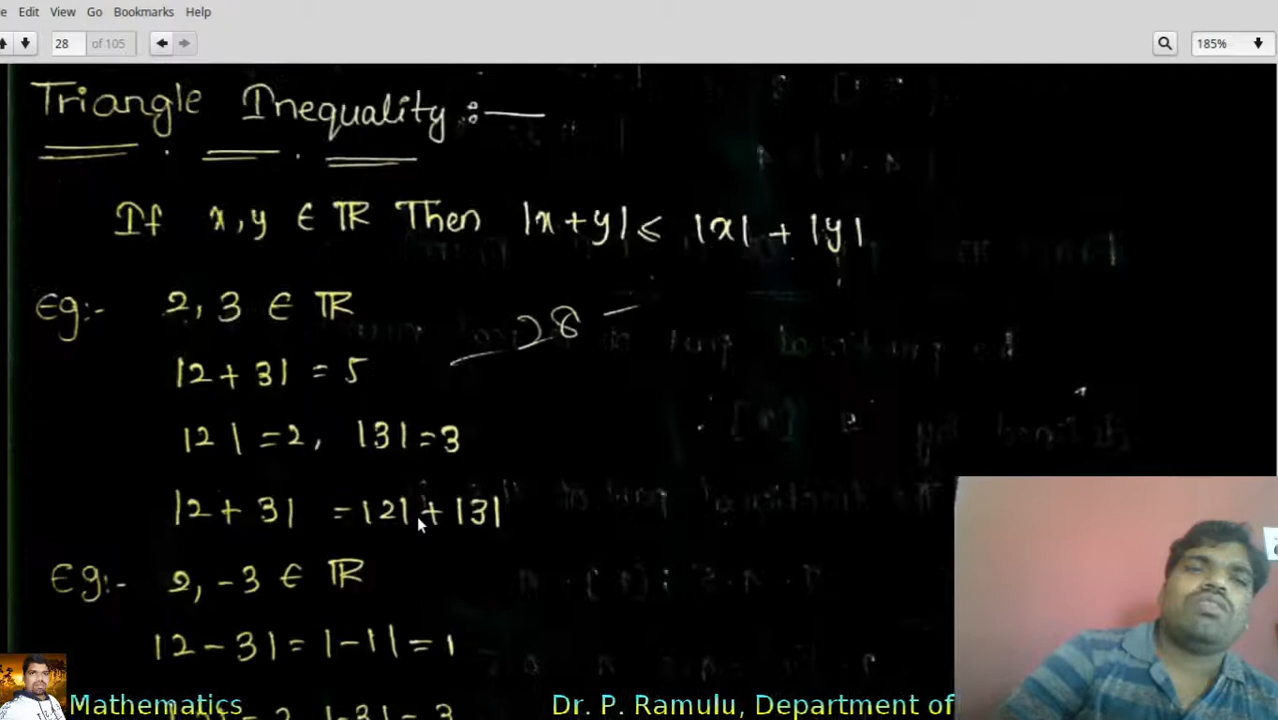 Edit View Go Bookmarks Help
28 of 105 185%
Triangle Inequality :—
If x, y ∈ ℝ Then |x+y| ≤ |x| + |y|
Eg:- 2, 3 ∈ ℝ
28
|2+3| = 5
|2| = 2, |3| = 3
|2+3| = |2| + |3|
Eg:- 2, -3 ∈ ℝ
|2-3| = |-1| = 1
Mathematics Dr. P. Ramulu, Department of